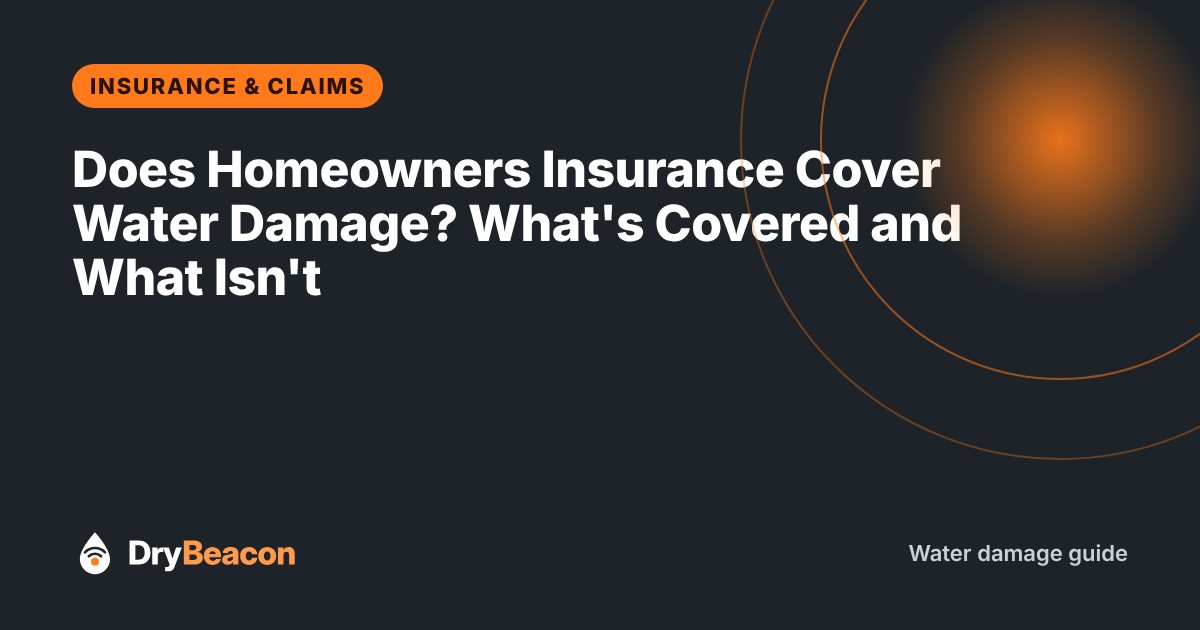 INSURANCE & CLAIMS
Does Homeowners Insurance Cover
Water Damage? What's Covered and
What Isn't
DryBeacon
Water damage guide